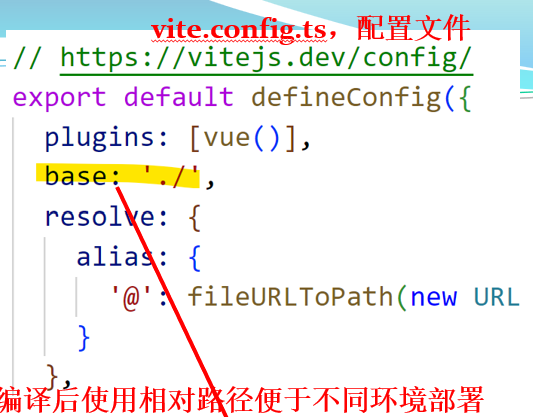 vite.config.ts，配置文件
// https://vitejs.dev/config/
export default defineConfig({
plugins: [vue()],
base: './',
resolve: {
alias: {
'@': fileURLToPath(new URL
}
},
编译后使用相对路径便于不同环境部署